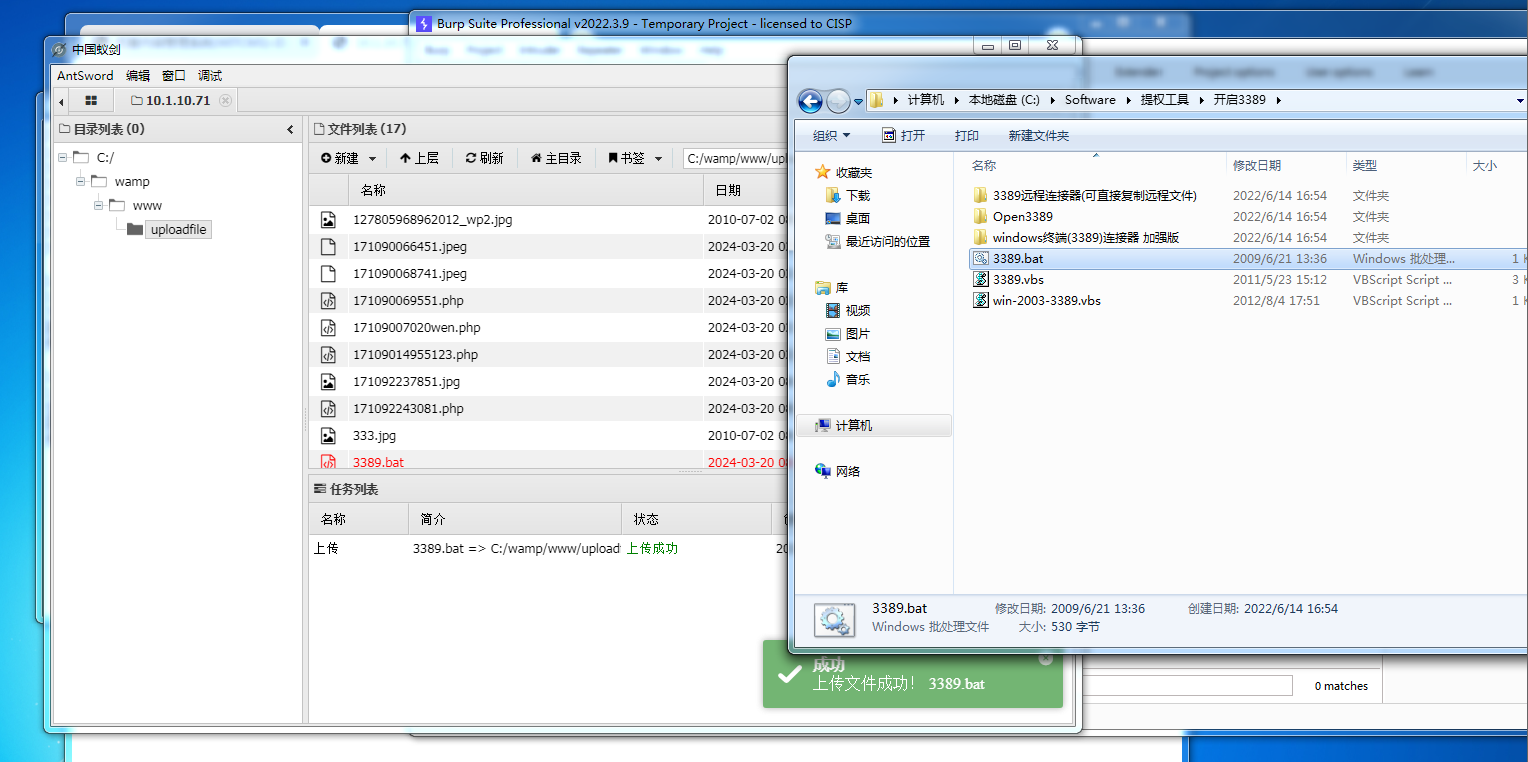 Burp Suite Professional v2022.3.9 - Temporary Project - licensed to CISP
中国蚁剑
AntSword 编辑 窗口 调试
10.1.10.71
目录列表 (0)
C:/
wamp
www
uploadfile
文件列表 (17)
新建 上层 刷新 主目录 书签 C:/wamp/www/upl
名称 日期
127805968962012_wp2.jpg 2010-07-02
171090066451.jpeg 2024-03-20
171090068741.jpeg 2024-03-20
171090069551.php 2024-03-20
17109007020wen.php 2024-03-20
17109014955123.php 2024-03-20
171092237851.jpg 2024-03-20
171092243081.php 2024-03-20
333.jpg 2010-07-02
3389.bat 2024-03-20
任务列表
名称 简介 状态
上传 3389.bat => C:/wamp/www/upload 上传成功 20
成功
上传文件成功! 3389.bat
计算机 本地磁盘 (C:) Software 提权工具 开启3389
组织 打开 打印 新建文件夹
收藏夹
下载
桌面
最近访问的位置
库
视频
图片
文档
音乐
计算机
网络
名称 修改日期 类型 大小
3389远程连接器(可直接复制远程文件) 2022/6/14 16:54 文件夹
Open3389 2022/6/14 16:54 文件夹
windows终端(3389)连接器 加强版 2022/6/14 16:54 文件夹
3389.bat 2009/6/21 13:36 Windows 批处理... 1 K
3389.vbs 2011/5/23 15:12 VBScript Script ... 3 K
win-2003-3389.vbs 2012/8/4 17:51 VBScript Script ... 1 K
3389.bat 修改日期: 2009/6/21 13:36 创建日期: 2022/6/14 16:54
Windows 批处理文件 大小: 530 字节
0 matches